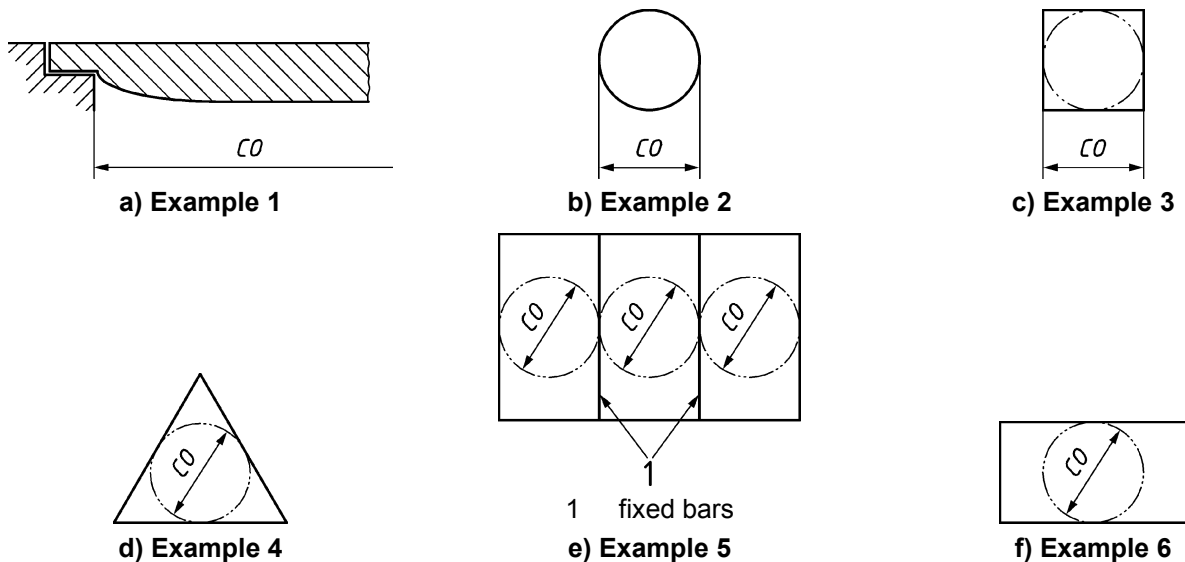 CO
a) Example 1
CO
b) Example 2
CO
c) Example 3
CO
d) Example 4
CO CO CO
1
1 fixed bars
e) Example 5
CO
f) Example 6